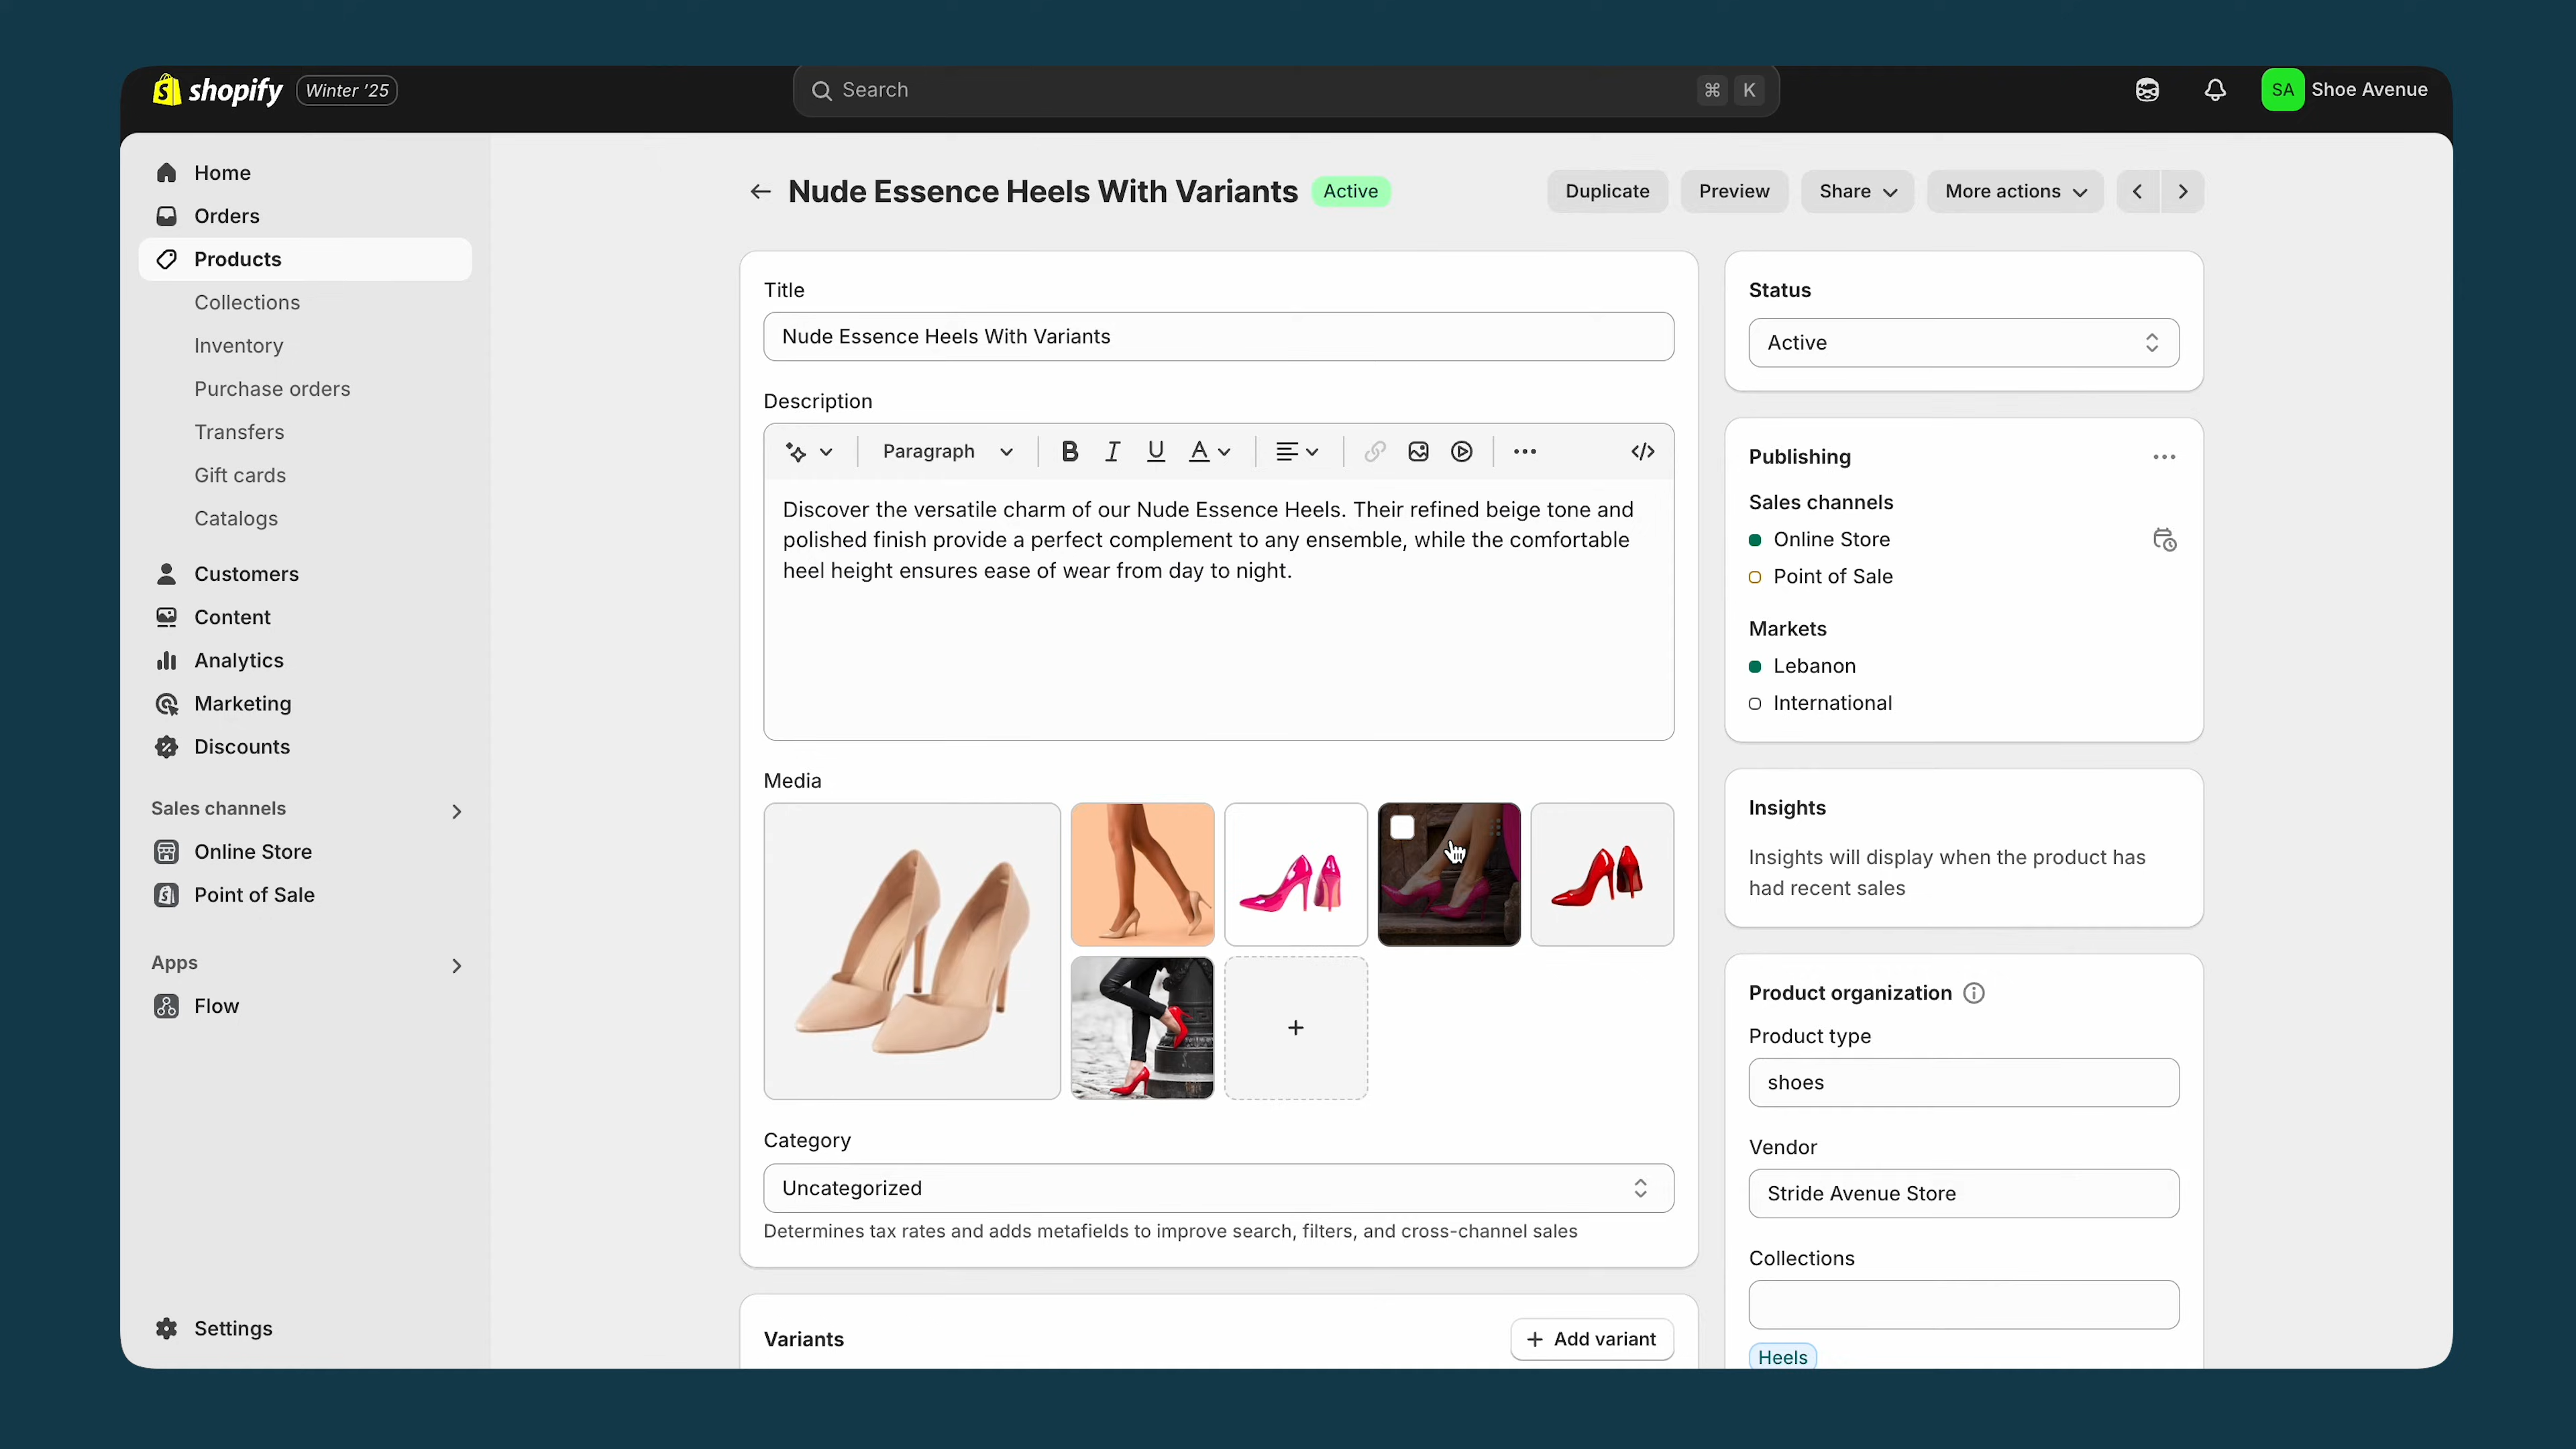 shopify Winter '25
Search
⌘ K
SA Shoe Avenue
Home
Orders
Products
Collections
Inventory
Purchase orders
Transfers
Gift cards
Catalogs
Customers
Content
Analytics
Marketing
Discounts
Sales channels
Online Store
Point of Sale
Apps
Flow
Settings
Nude Essence Heels With Variants Active
Duplicate
Preview
Share
More actions
Title
Nude Essence Heels With Variants
Description
Paragraph
B I U A
Discover the versatile charm of our Nude Essence Heels. Their refined beige tone and
polished finish provide a perfect complement to any ensemble, while the comfortable
heel height ensures ease of wear from day to night.
Media
Category
Uncategorized
Determines tax rates and adds metafields to improve search, filters, and cross-channel sales
Variants
+ Add variant
Status
Active
Publishing
Sales channels
Online Store
Point of Sale
Markets
Lebanon
International
Insights
Insights will display when the product has
had recent sales
Product organization
Product type
shoes
Vendor
Stride Avenue Store
Collections
Heels